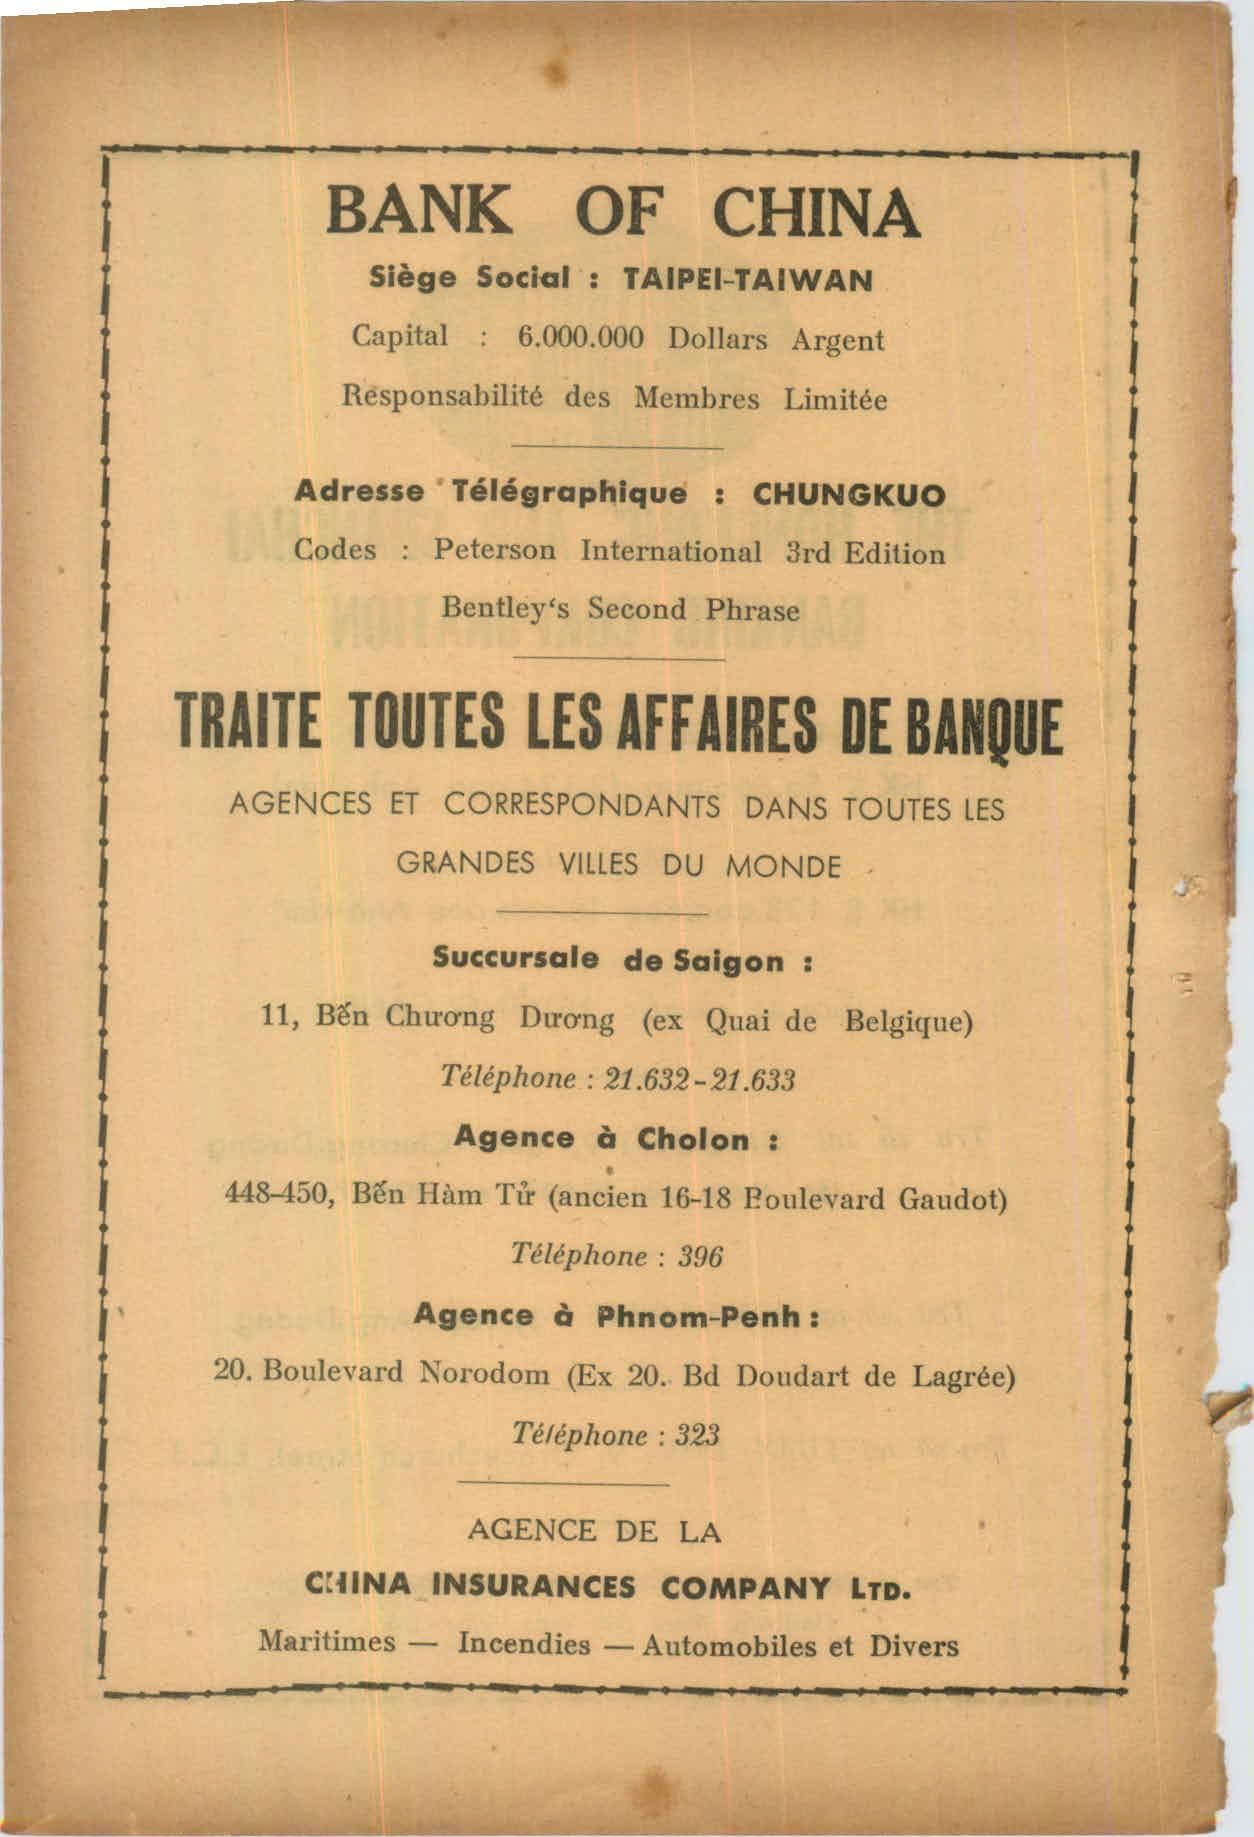 BANK OF CHINA
Siège Social : TAIPEI-TAIWAN
Capital : 6.000.000 Dollars Argent
Responsabilité des Membres Limitée
Adresse Télégraphique : CHUNGKUO
Codes : Peterson International 3rd Edition
Bentley‘s Second Phrase
TRAITE TOUTES LES AFFAIRES DE BANQUE
AGENCES ET CORRESPONDANTS DANS TOUTES LES
GRANDES VILLES DU MONDE
Succursale de Saigon :
11, Bến Chương Dương (ex Quai de Belgique)
Téléphone : 21.632-21.633
Agence à Cholon :
448-450, Bến Hàm Tử (ancien 16-18 Boulevard Gaudot)
Téléphone : 396
Agence à Phnom-Penh :
20. Boulevard Norodom (Ex 20. Bd Doudart de Lagrée)
Téléphone : 323
AGENCE DE LA
CHINA INSURANCES COMPANY LTD.
Maritimes — Incendies — Automobiles et Divers